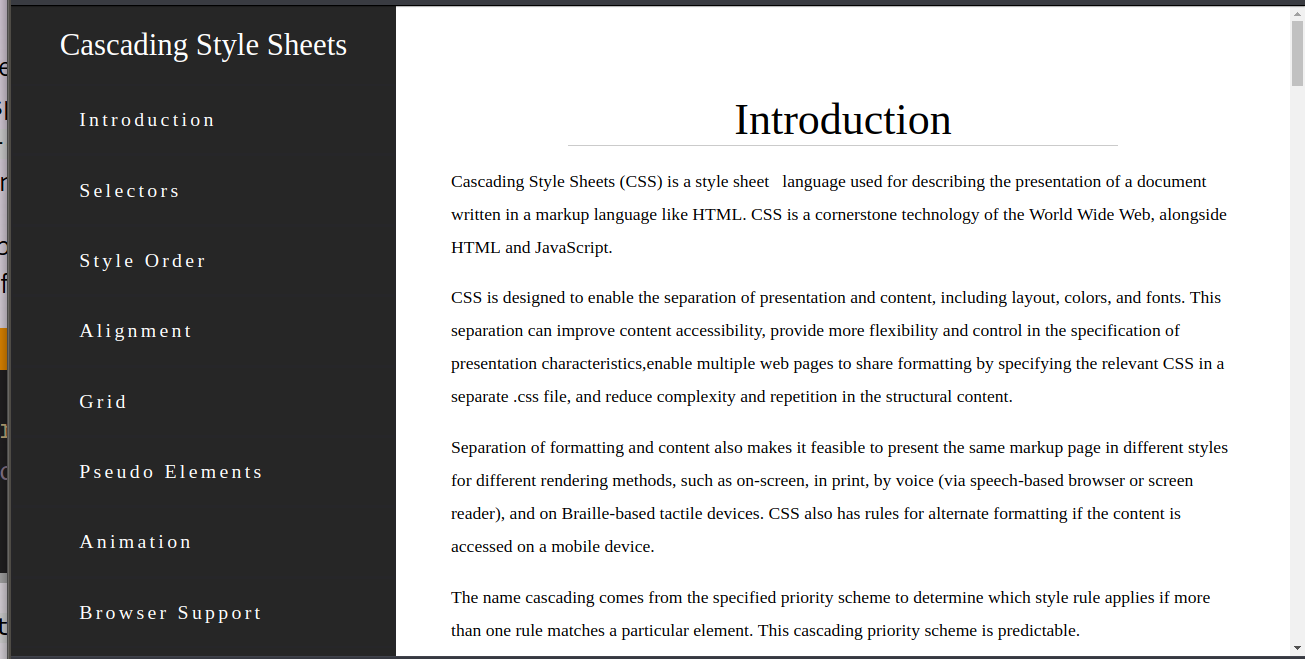 Cascading Style Sheets
Introduction
Selectors
Style Order
Alignment
Grid
Pseudo Elements
Animation
Browser Support
Introduction
Cascading Style Sheets (CSS) is a style sheet   language used for describing the presentation of a document
written in a markup language like HTML. CSS is a cornerstone technology of the World Wide Web, alongside
HTML and JavaScript.
CSS is designed to enable the separation of presentation and content, including layout, colors, and fonts. This
separation can improve content accessibility, provide more flexibility and control in the specification of
presentation characteristics,enable multiple web pages to share formatting by specifying the relevant CSS in a
separate .css file, and reduce complexity and repetition in the structural content.
Separation of formatting and content also makes it feasible to present the same markup page in different styles
for different rendering methods, such as on-screen, in print, by voice (via speech-based browser or screen
reader), and on Braille-based tactile devices. CSS also has rules for alternate formatting if the content is
accessed on a mobile device.
The name cascading comes from the specified priority scheme to determine which style rule applies if more
than one rule matches a particular element. This cascading priority scheme is predictable.